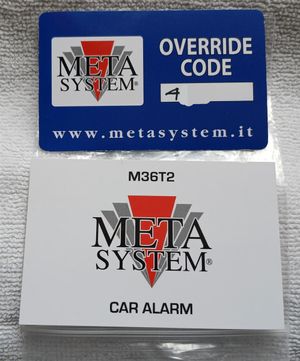 META
SYSTEM®
OVERRIDE
CODE
4
www.metasystem.it
M36T2
META
SYSTEM®
CAR ALARM